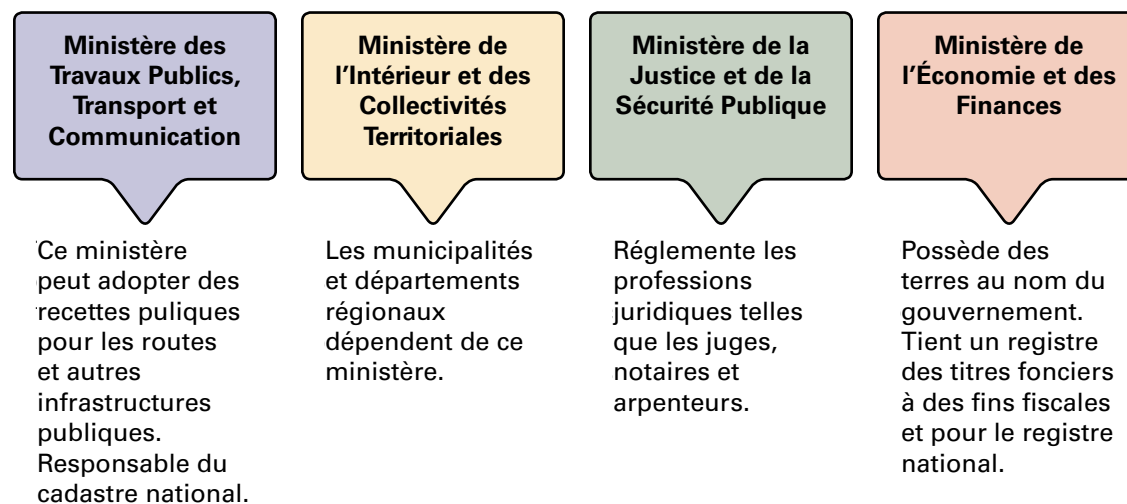 Ministère des
Travaux Publics,
Transport et
Communication
Ce ministère
peut adopter des
recettes puliques
pour les routes
et autres
infrastructures
publiques.
Responsable du
cadastre national.
Ministère de
l'Intérieur et des
Collectivités
Territoriales
Les municipalités
et départements
régionaux
dépendent de ce
ministère.
Ministère de la
Justice et de la
Sécurité Publique
Réglemente les
professions
juridiques telles
que les juges,
notaires et
arpenteurs.
Ministère de
l'Économie et des
Finances
Possède des
terres au nom du
gouvernement.
Tient un registre
des titres fonciers
à des fins fiscales
et pour le registre
national.